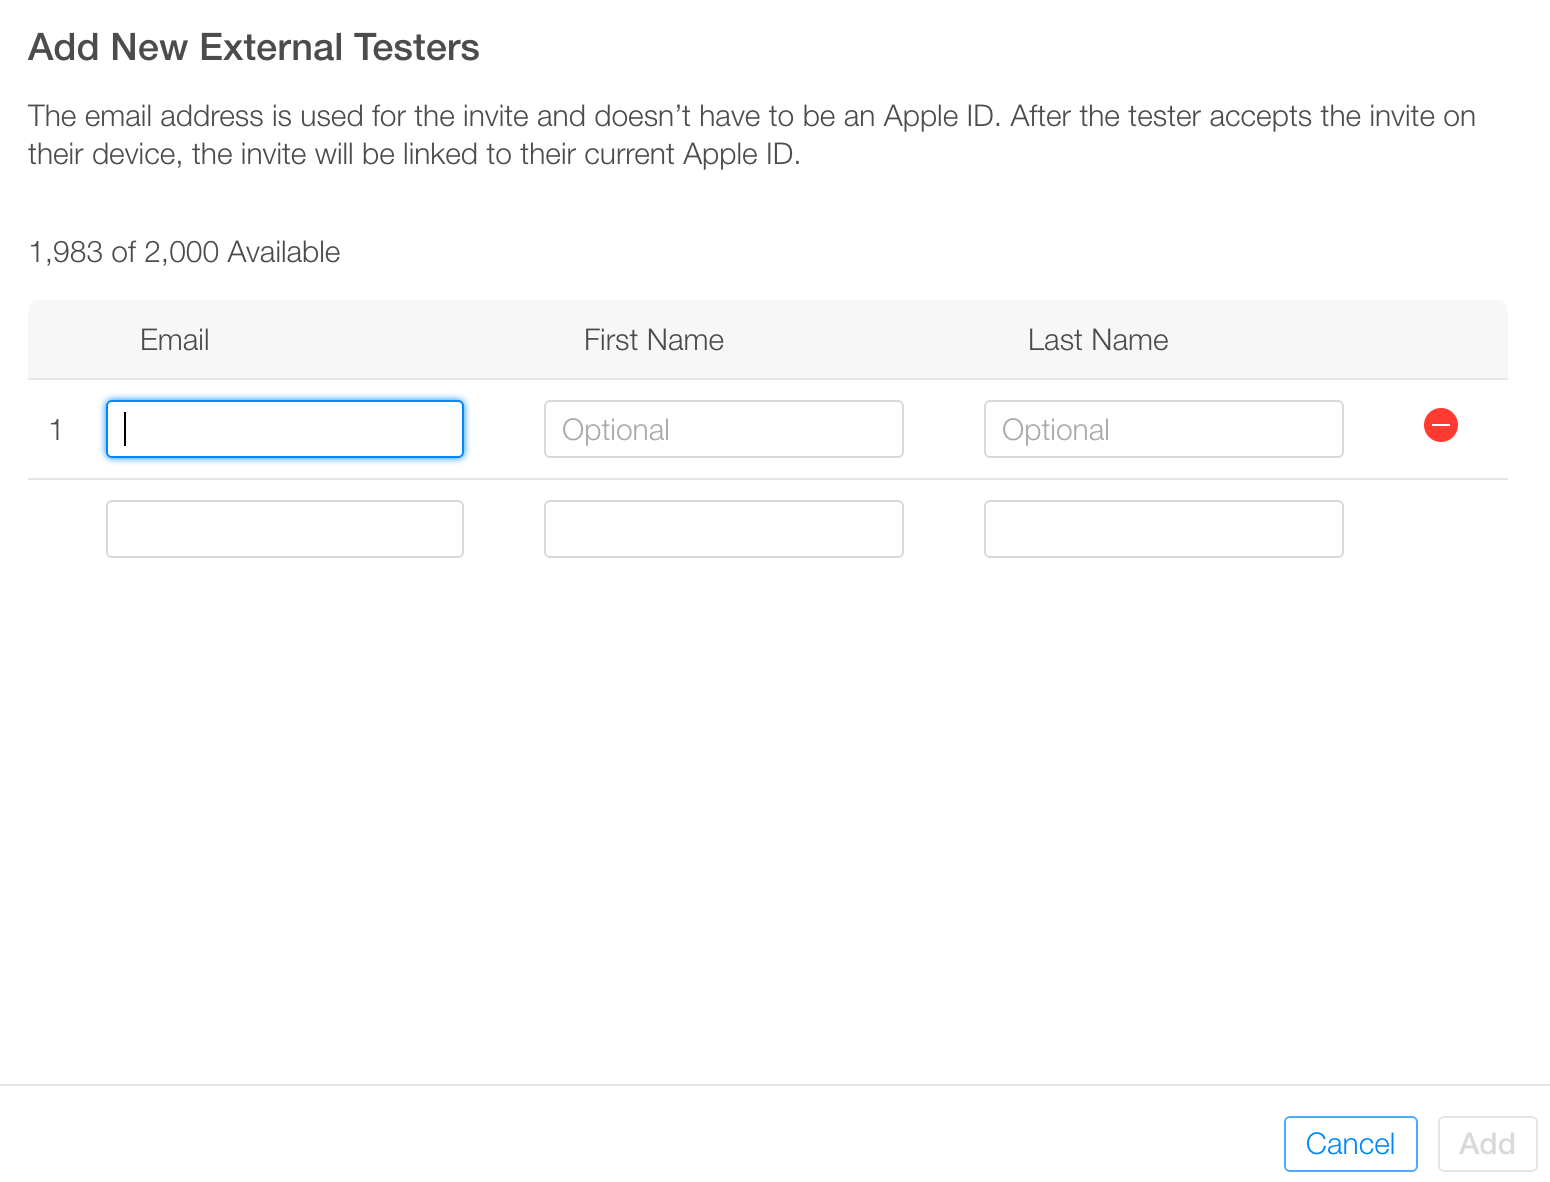 Add New External Testers
The email address is used for the invite and doesn’t have to be an Apple ID. After the tester accepts the invite on
their device, the invite will be linked to their current Apple ID.
1,983 of 2,000 Available
Email First Name Last Name
1 Optional Optional
Cancel Add